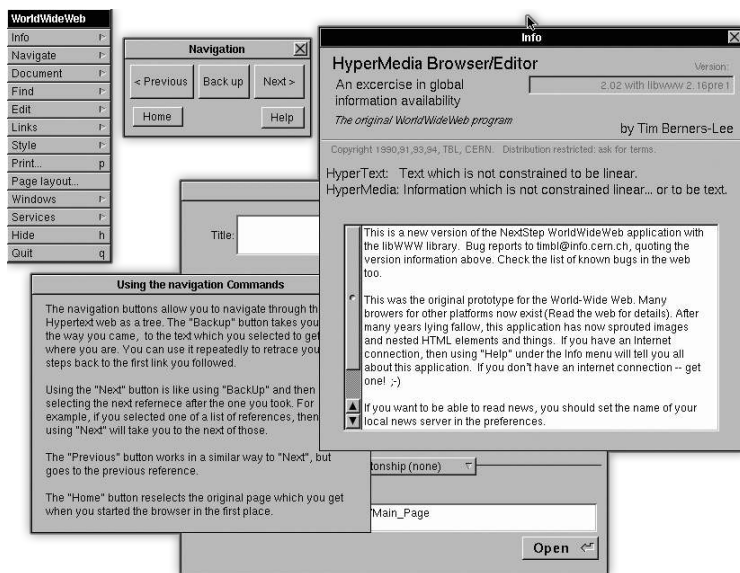 WorldWideWeb
Info
Navigate
Document
Find
Edit
Links
Style
Print... p
Page layout...
Windows
Services
Hide h
Quit q
Navigation
< Previous
Back up
Next >
Home
Help
Info
HyperMedia Browser/Editor
Version:
An excercise in global
2.02 with libwww 2.16pre1
information availability
The original WorldWideWeb program
by Tim Berners-Lee
Copyright 1990,91,93,94, TBL, CERN. Distribution restricted: ask for terms.
HyperText: Text which is not constrained to be linear.
HyperMedia: Information which is not constrained linear... or to be text.
This is a new version of the NextStep WorldWideWeb application with
the libWWW library. Bug reports to timbl@info.cern.ch, quoting the
version information above. Check the list of known bugs in the web
too.
This was the original prototype for the World-Wide Web. Many
browers for other platforms now exist (Read the web for details). After
many years lying fallow, this application has now sprouted images
and nested HTML elements and things. If you have an Internet
connection, then using "Help" under the Info menu will tell you all
about this application. If you don't have an internet connection -- get
one! ;-)
If you want to be able to read news, you should set the name of your
local news server in the preferences.
Title:
Using the navigation Commands
The navigation buttons allow you to navigate through th
Hypertext web as a tree. The "Backup" button takes you
the way you came, to the text which you selected to get
where you are. You can use it repeatedly to retrace you
steps back to the first link you followed.
Using the "Next" button is like using "BackUp" and then
selecting the next refernece after the one you took. For
example, if you selected one of a list of references, then
using "Next" will take you to the next of those.
The "Previous" button works in a similar way to "Next", but
goes to the previous reference.
The "Home" button reselects the original page which you get
when you started the browser in the first place.
tonship (none)
/Main_Page
Open